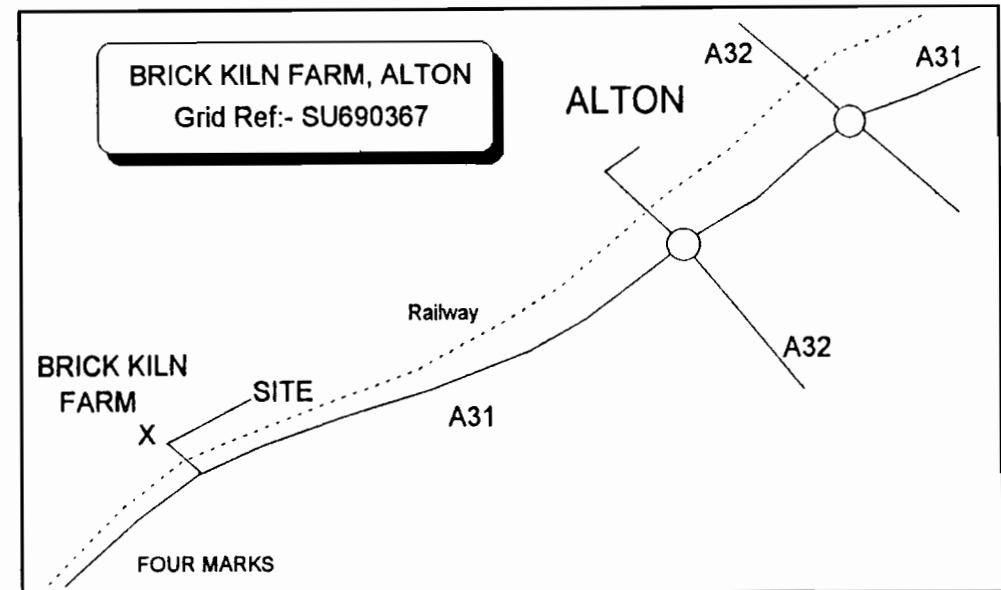 BRICK KILN FARM, ALTON
Grid Ref:- SU690367
A32
A31
ALTON
Railway
A32
BRICK KILN
FARM
SITE
X
A31
FOUR MARKS